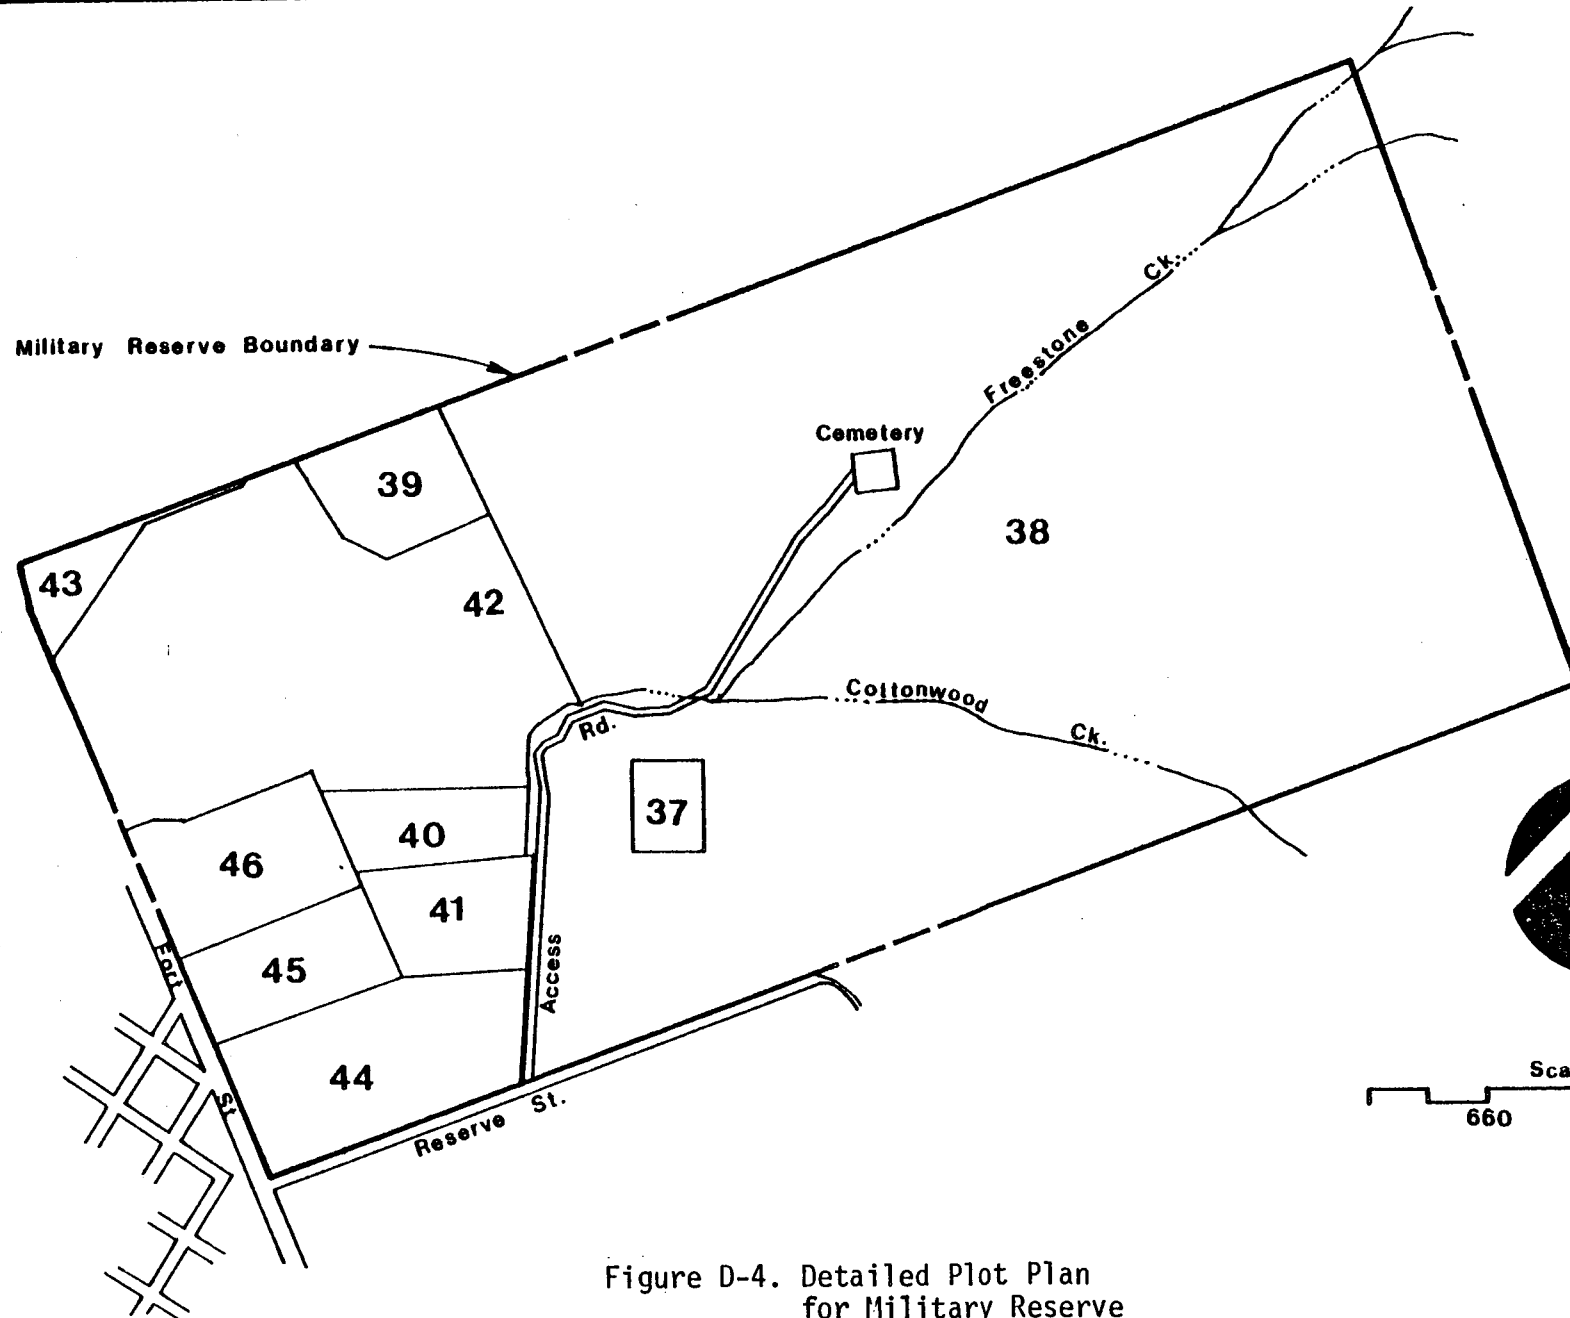 Military Reserve Boundary
Freestone Ck.
Cemetery
39
38
43
42
Cottonwood Ck.
Rd.
37
40
46
41
45
Access
Fort St.
44
Reserve St.
Sca
660
Figure D-4. Detailed Plot Plan
for Military Reserve